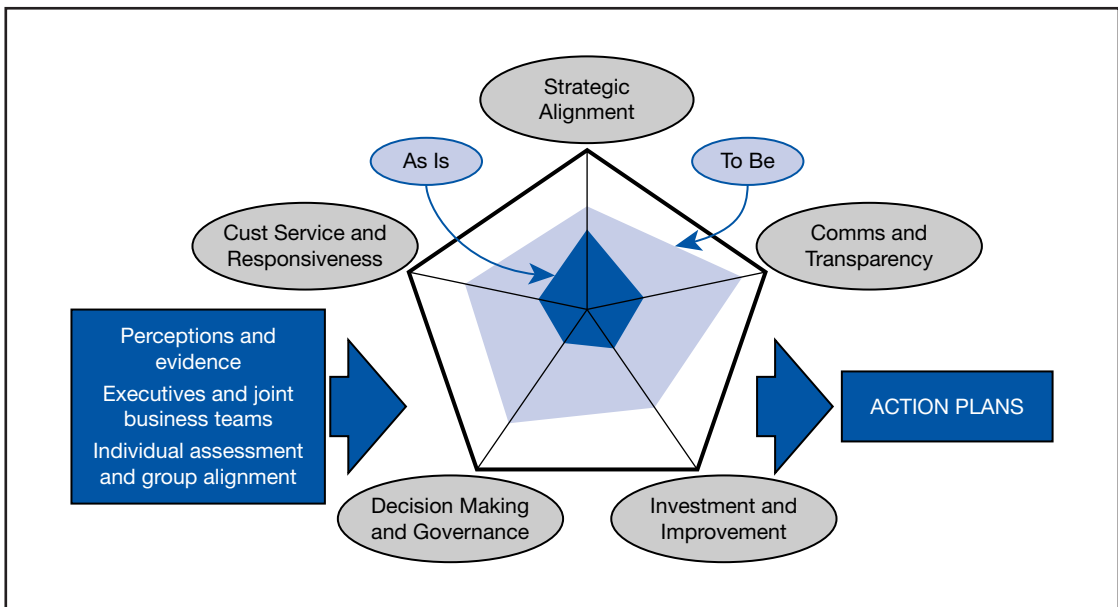 Strategic
Alignment
As Is
To Be
Cust Service and
Responsiveness
Comms and
Transparency
Perceptions and
evidence
Executives and joint
business teams
Individual assessment
and group alignment
ACTION PLANS
Decision Making
and Governance
Investment and
Improvement